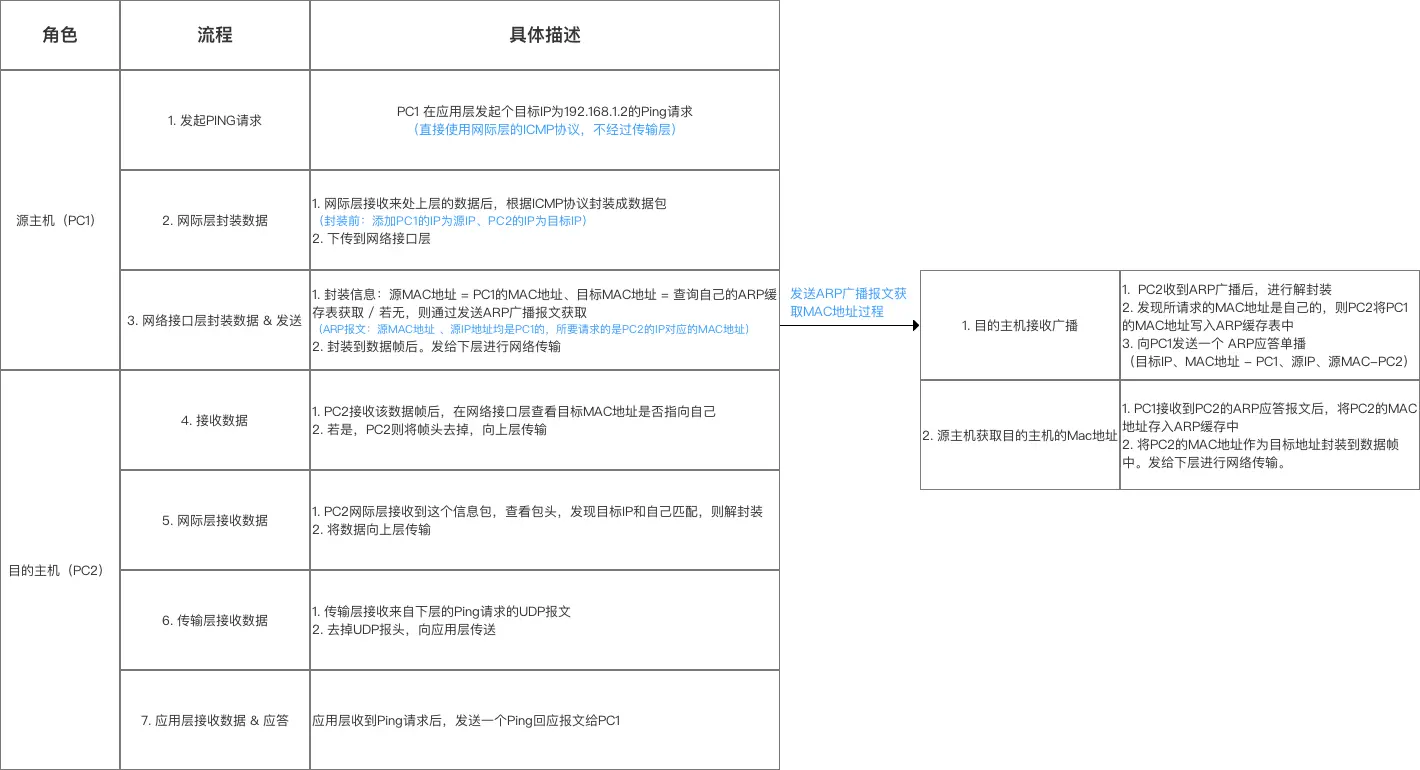 角色
流程
具体描述
源主机（PC1）
1. 发起PING请求
PC1 在应用层发起个目标IP为192.168.1.2的Ping请求
（直接使用网际层的ICMP协议，不经过传输层）
2. 网际层封装数据
1. 网际层接收来处上层的数据后，根据ICMP协议封装成数据包
（封装前：添加PC1的IP为源IP、PC2的IP为目标IP）
2. 下传到网络接口层
3. 网络接口层封装数据 & 发送
1. 封装信息：源MAC地址 = PC1的MAC地址、目标MAC地址 = 查询自己的ARP缓
存表获取 / 若无，则通过发送ARP广播报文获取
（ARP报文：源MAC地址 、源IP地址均是PC1的，所要请求的是PC2的IP对应的MAC地址）
2. 封装到数据帧后。发给下层进行网络传输
目的主机（PC2）
4. 接收数据
1. PC2接收该数据帧后，在网络接口层查看目标MAC地址是否指向自己
2. 若是，PC2则将帧头去掉，向上层传输
5. 网际层接收数据
1. PC2网际层接收到这个信息包，查看包头，发现目标IP和自己匹配，则解封装
2. 将数据向上层传输
6. 传输层接收数据
1. 传输层接收来自下层的Ping请求的UDP报文
2. 去掉UDP报头，向应用层传送
7. 应用层接收数据 & 应答
应用层收到Ping请求后，发送一个Ping回应报文给PC1
发送ARP广播报文获
取MAC地址过程
1. 目的主机接收广播
1. PC2收到ARP广播后，进行解封装
2. 发现所请求的MAC地址是自己的，则PC2将PC1
的MAC地址写入ARP缓存表中
3. 向PC1发送一个 ARP应答单播
（目标IP、MAC地址 - PC1、源IP、源MAC-PC2）
2. 源主机获取目的主机的Mac地址
1. PC1接收到PC2的ARP应答报文后，将PC2的MAC
地址存入ARP缓存中
2. 将PC2的MAC地址作为目标地址封装到数据帧
中。发给下层进行网络传输。